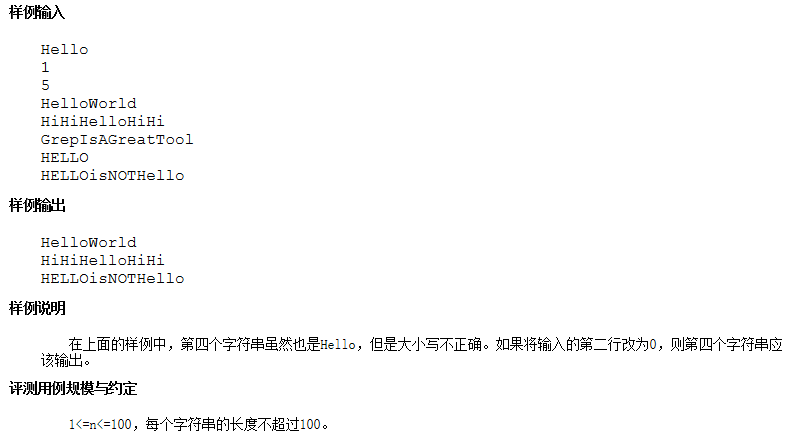 样例输入
Hello
1
5
HelloWorld
HiHiHelloHiHi
GrepIsAGreatTool
HELLO
HELLOisNOTHello
样例输出
HelloWorld
HiHiHelloHiHi
HELLOisNOTHello
样例说明
在上面的样例中，第四个字符串虽然也是Hello，但是大小写不正确。如果将输入的第二行改为0，则第四个字符串应
该输出。
评测用例规模与约定
1<=n<=100，每个字符串的长度不超过100。